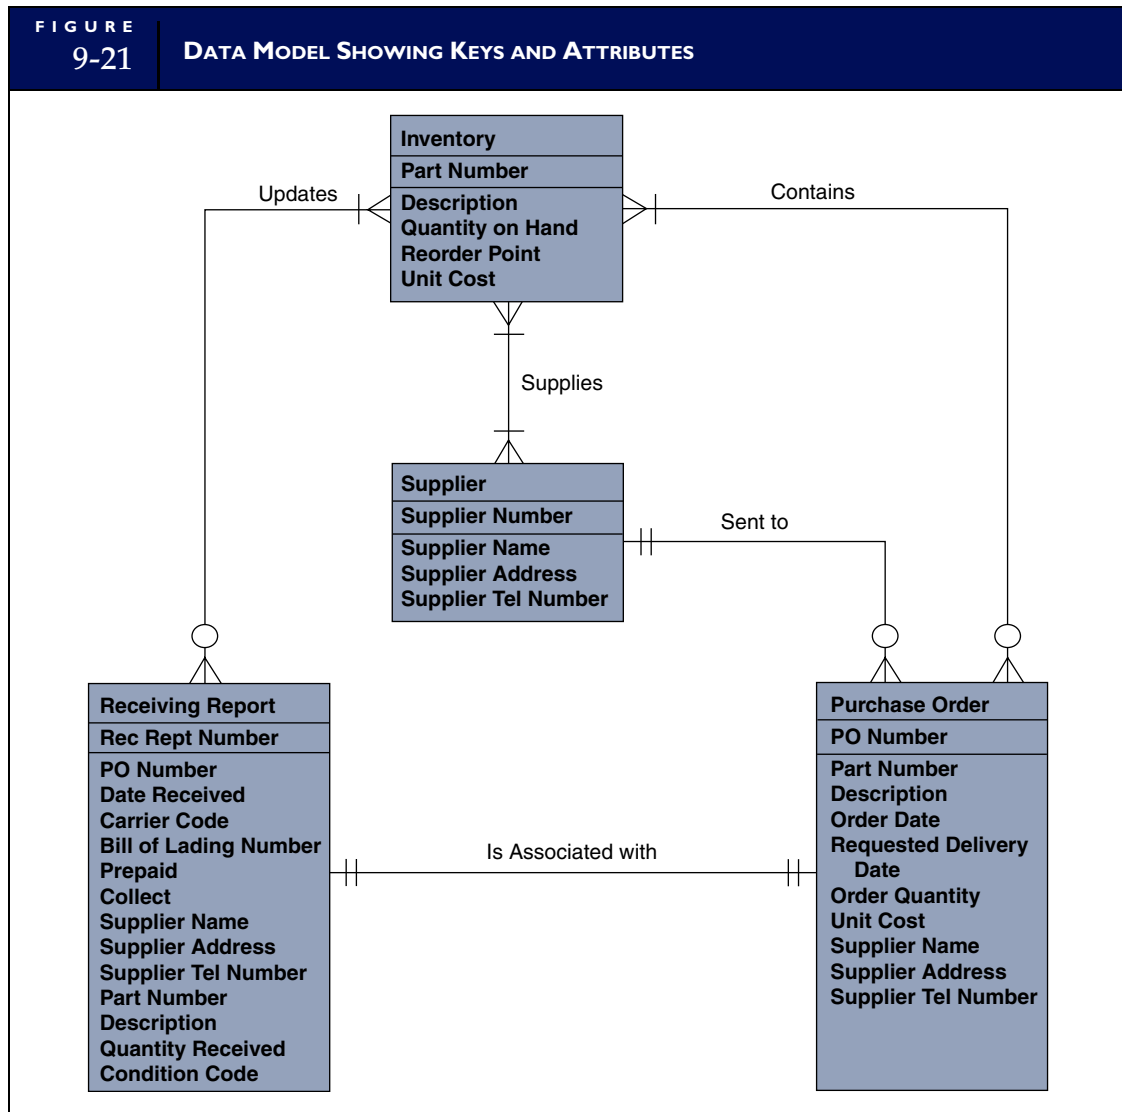 FIGURE
9-21
DATA MODEL SHOWING KEYS AND ATTRIBUTES
Inventory
Part Number
Description
Quantity on Hand
Reorder Point
Unit Cost
Updates
Contains
Supplies
Supplier
Supplier Number
Supplier Name
Supplier Address
Supplier Tel Number
Sent to
Receiving Report
Rec Rept Number
PO Number
Date Received
Carrier Code
Bill of Lading Number
Prepaid
Collect
Supplier Name
Supplier Address
Supplier Tel Number
Part Number
Description
Quantity Received
Condition Code
Is Associated with
Purchase Order
PO Number
Part Number
Description
Order Date
Requested Delivery
Date
Order Quantity
Unit Cost
Supplier Name
Supplier Address
Supplier Tel Number